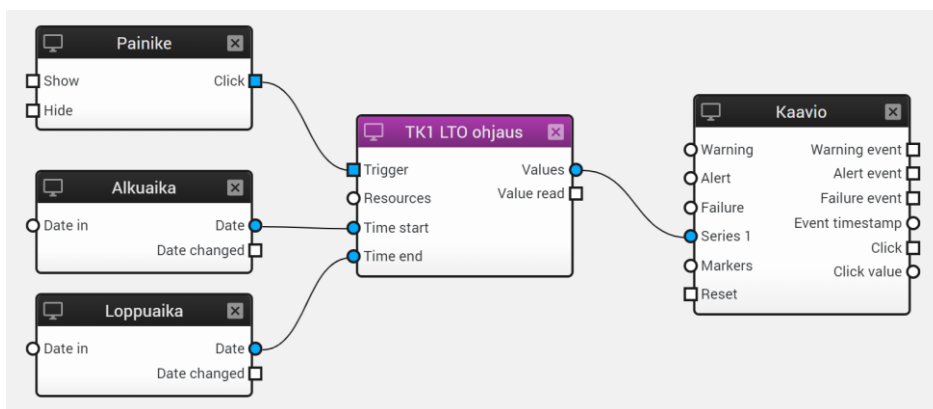 Painike
Show
Click
Hide
Alkuaika
Date in
Date
Date changed
Loppuaika
Date in
Date
Date changed
TK1 LTO ohjaus
Trigger
Values
Resources
Value read
Time start
Time end
Kaavio
Warning
Warning event
Alert
Alert event
Failure
Failure event
Series 1
Event timestamp
Markers
Click
Reset
Click value